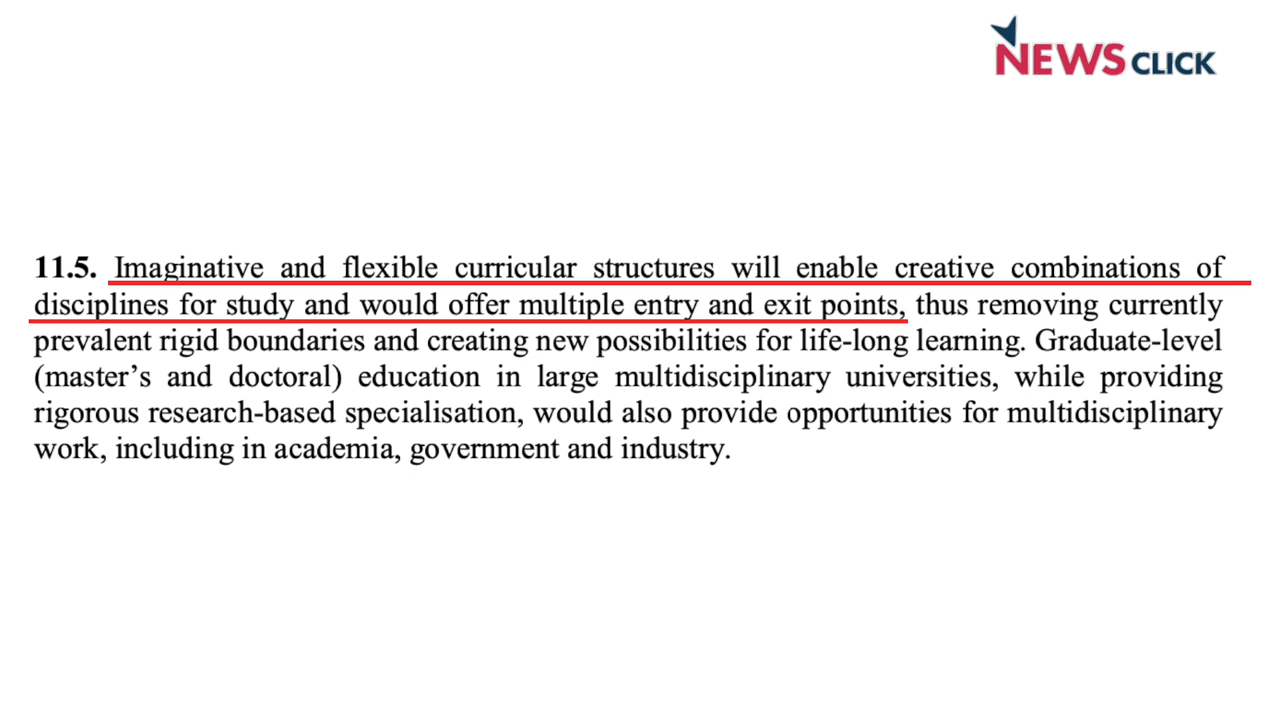 NEWSCLICK
11.5. Imaginative and flexible curricular structures will enable creative combinations of
disciplines for study and would offer multiple entry and exit points, thus removing currently
prevalent rigid boundaries and creating new possibilities for life-long learning. Graduate-level
(master’s and doctoral) education in large multidisciplinary universities, while providing
rigorous research-based specialisation, would also provide opportunities for multidisciplinary
work, including in academia, government and industry.